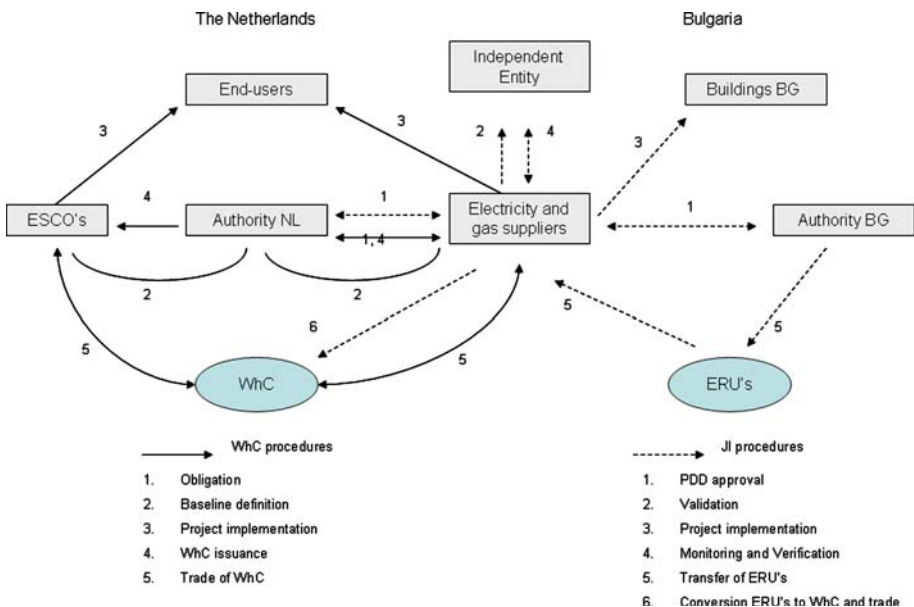 The Netherlands
Bulgaria
Independent
Entity
End-users
Buildings BG
3
3
2
4
3
ESCO's
4
Authority NL
1
1, 4
Electricity and
gas suppliers
1
Authority BG
2
2
5
6
5
5
5
WhC
ERU's
WhC procedures
1. Obligation
2. Baseline definition
3. Project implementation
4. WhC issuance
5. Trade of WhC
JI procedures
1. PDD approval
2. Validation
3. Project implementation
4. Monitoring and Verification
5. Transfer of ERU's
6. Conversion ERU's to WhC and trade